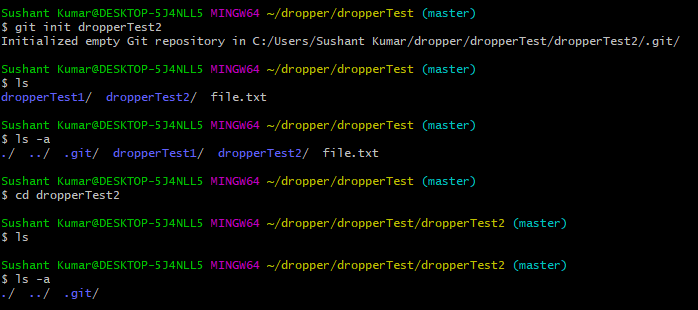 Sushant Kumar@DESKTOP-5J4NLL5 MINGW64 ~/dropper/dropperTest (master)
$ git init dropperTest2
Initialized empty Git repository in C:/Users/Sushant Kumar/dropper/dropperTest/dropperTest2/.git/
Sushant Kumar@DESKTOP-5J4NLL5 MINGW64 ~/dropper/dropperTest (master)
$ ls
dropperTest1/  dropperTest2/  file.txt
Sushant Kumar@DESKTOP-5J4NLL5 MINGW64 ~/dropper/dropperTest (master)
$ ls -a
./  ../  .git/  dropperTest1/  dropperTest2/  file.txt
Sushant Kumar@DESKTOP-5J4NLL5 MINGW64 ~/dropper/dropperTest (master)
$ cd dropperTest2
Sushant Kumar@DESKTOP-5J4NLL5 MINGW64 ~/dropper/dropperTest/dropperTest2 (master)
$ ls
Sushant Kumar@DESKTOP-5J4NLL5 MINGW64 ~/dropper/dropperTest/dropperTest2 (master)
$ ls -a
./  ../  .git/